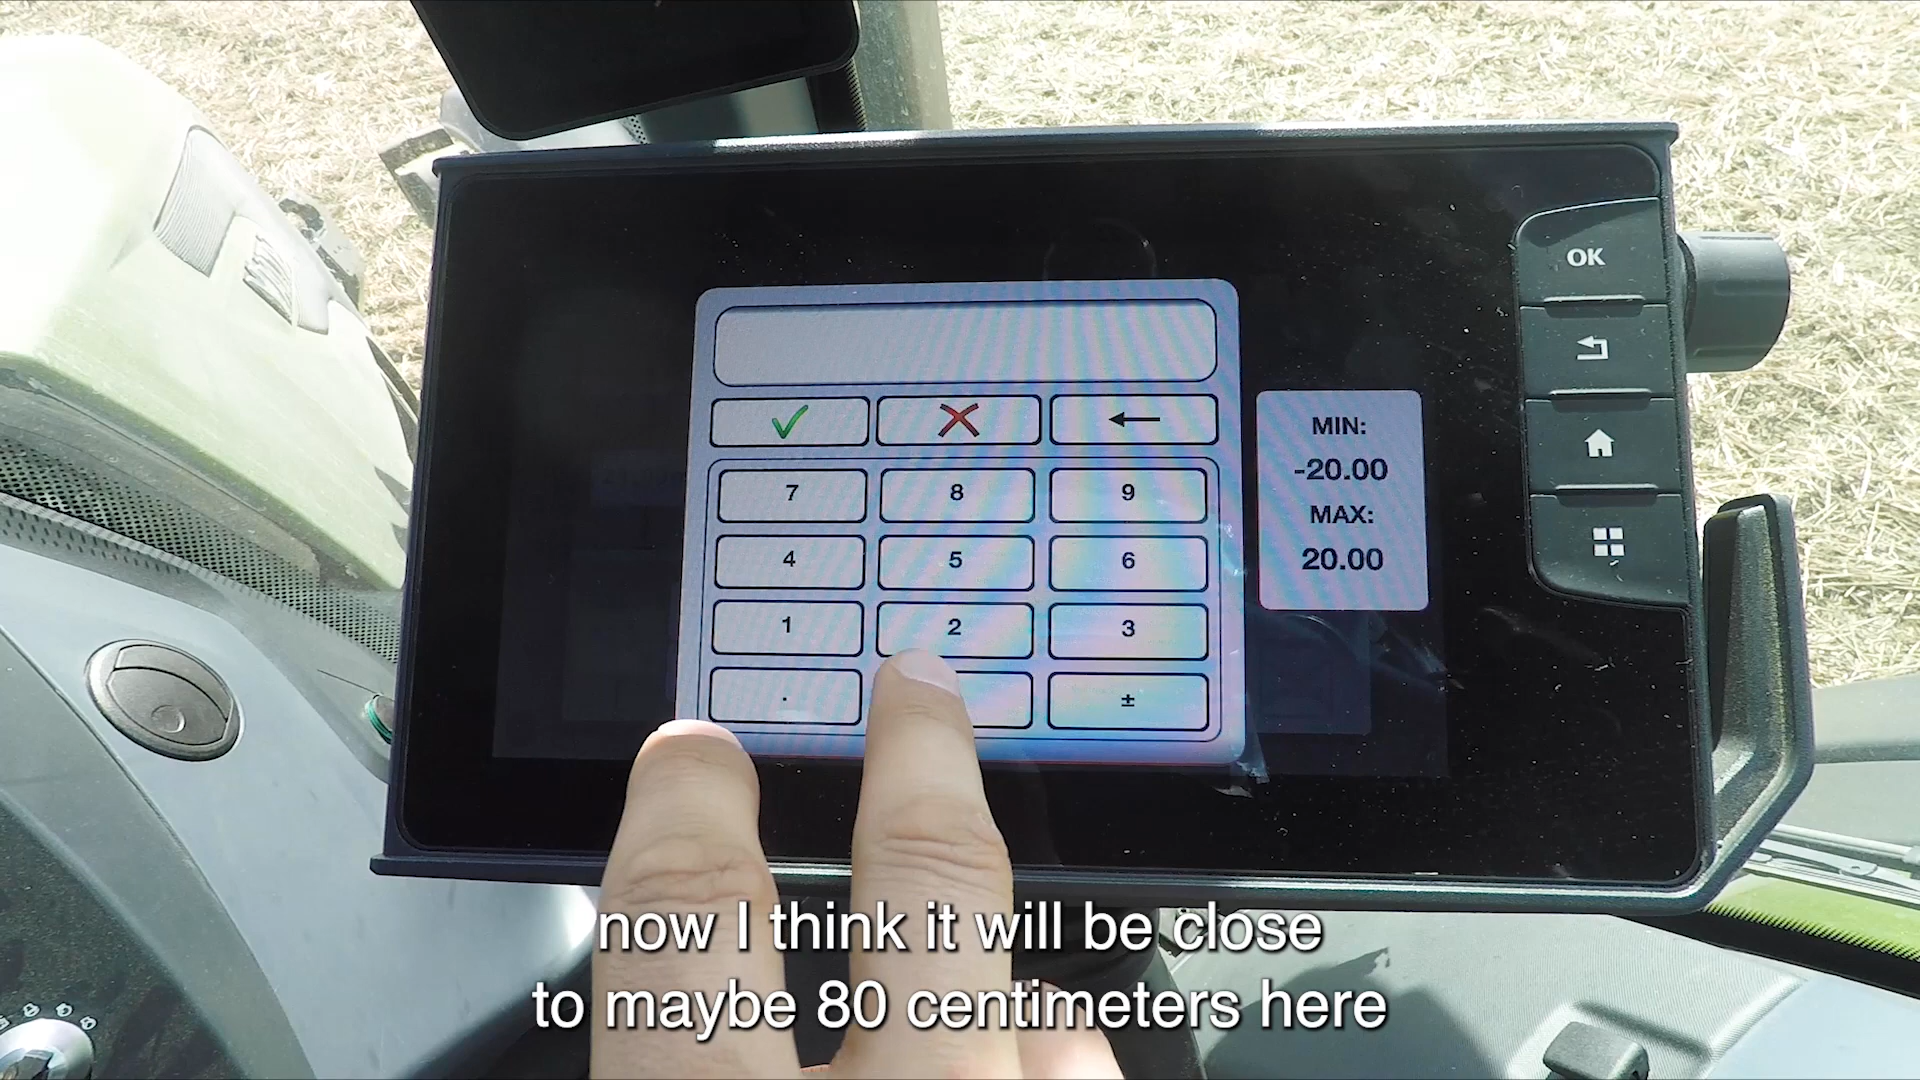 OK
MIN:
-20.00
MAX:
20.00
7 8 9
4 5 6
1 2 3
. ±
now I think it will be close
to maybe 80 centimeters here